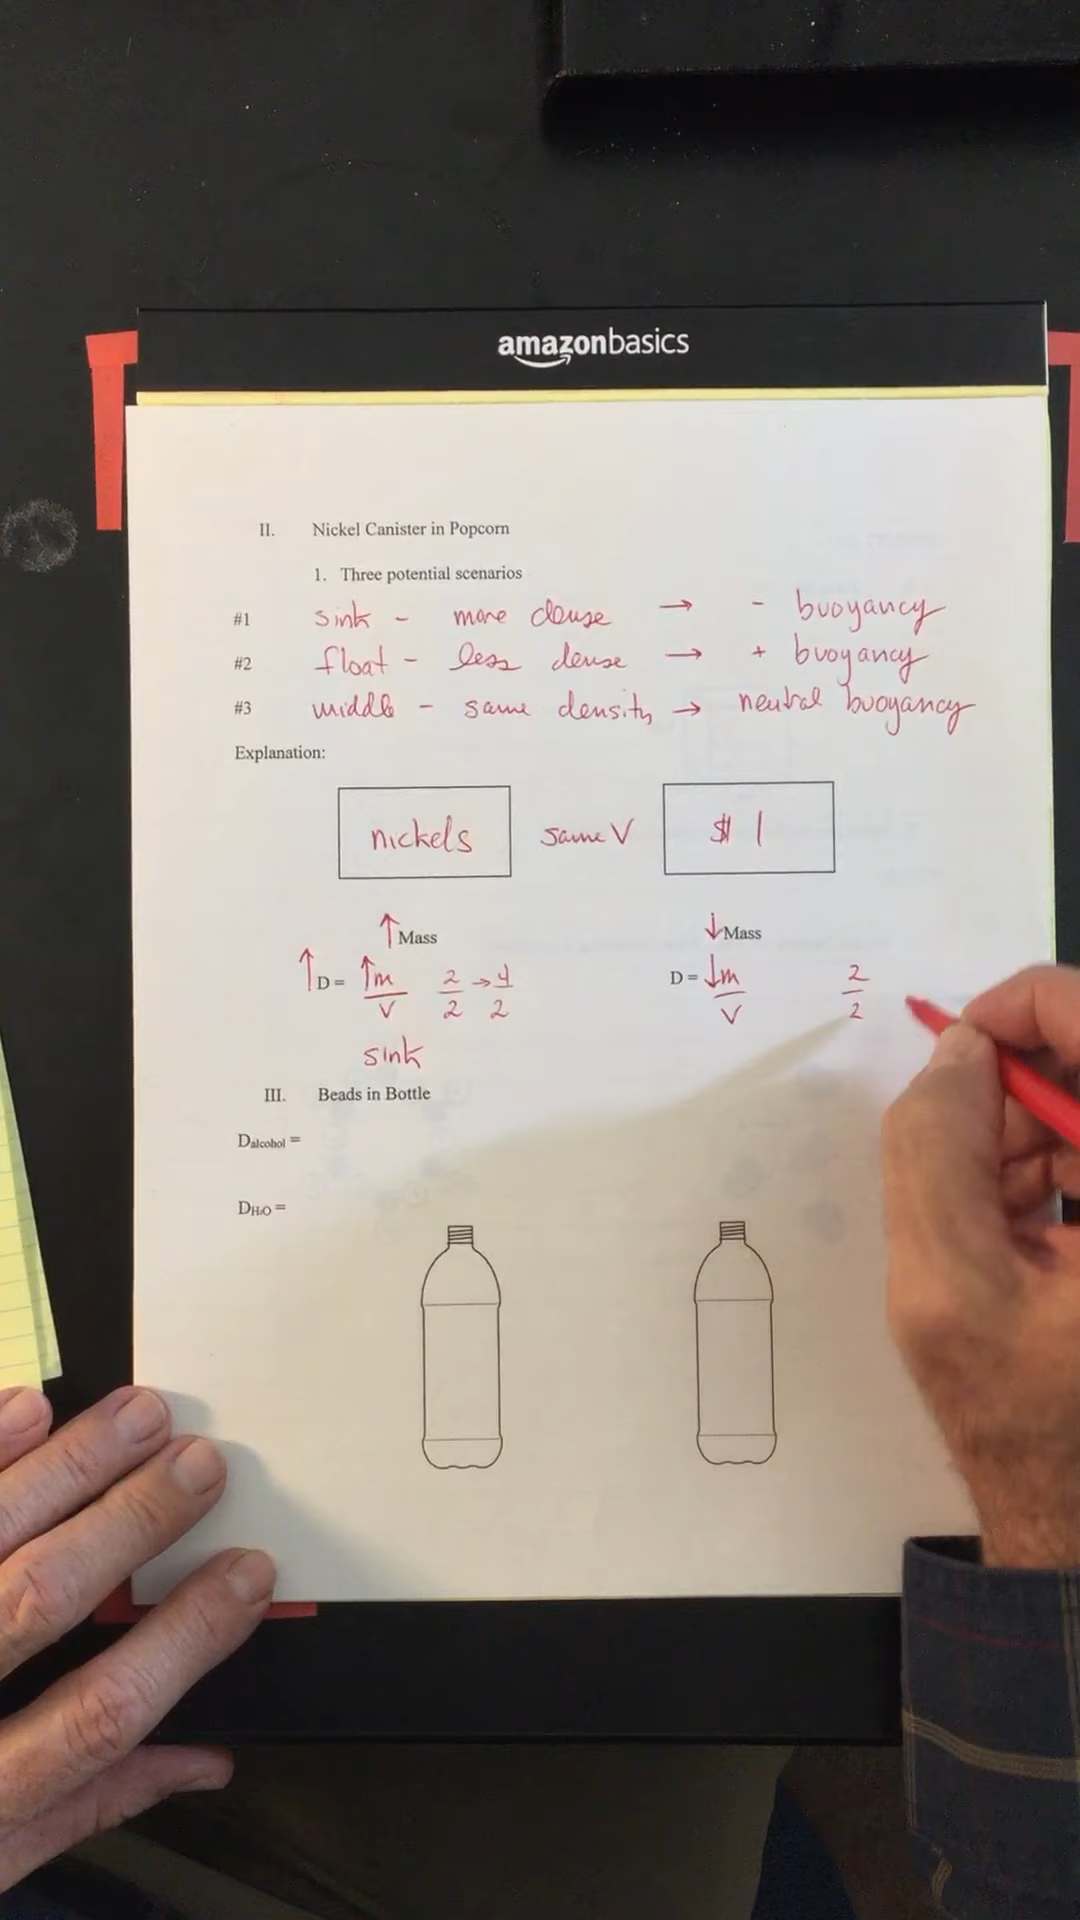 amazonbasics
II. Nickel Canister in Popcorn
1. Three potential scenarios
#1 sink - more dense → - buoyancy
#2 float - less dense → + buoyancy
#3 middle - same density → neutral buoyancy
Explanation:
nickels same V $ 1
↑ Mass ↓ Mass
↑ D = ↑m/V 2/2 → 4/2 D = ↓m/V 2/2
sink
III. Beads in Bottle
Dalcohol =
DH₂O =